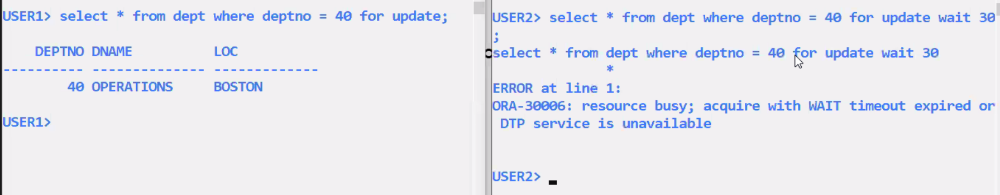 USER1> select * from dept where deptno = 40 for update;
    DEPTNO DNAME          LOC
---------- -------------- -------------
        40 OPERATIONS     BOSTON
USER1>
USER2> select * from dept where deptno = 40 for update wait 30
;
select * from dept where deptno = 40 for update wait 30
              *
ERROR at line 1:
ORA-30006: resource busy; acquire with WAIT timeout expired or
 DTP service is unavailable
USER2>